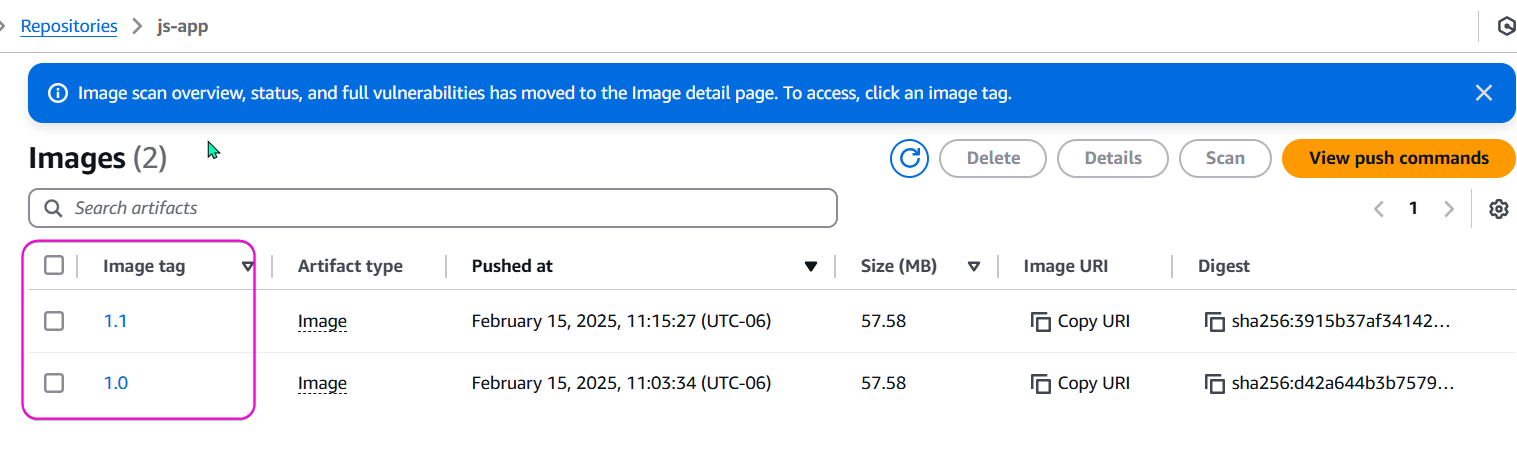 Repositories js-app
Image scan overview, status, and full vulnerabilities has moved to the Image detail page. To access, click an image tag.
Images (2) Delete Details Scan View push commands
Search artifacts 1
Image tag Artifact type Pushed at Size (MB) Image URI Digest
1.1 Image February 15, 2025, 11:15:27 (UTC-06) 57.58 Copy URI sha256:3915b37af34142...
1.0 Image February 15, 2025, 11:03:34 (UTC-06) 57.58 Copy URI sha256:d42a644b3b7579...